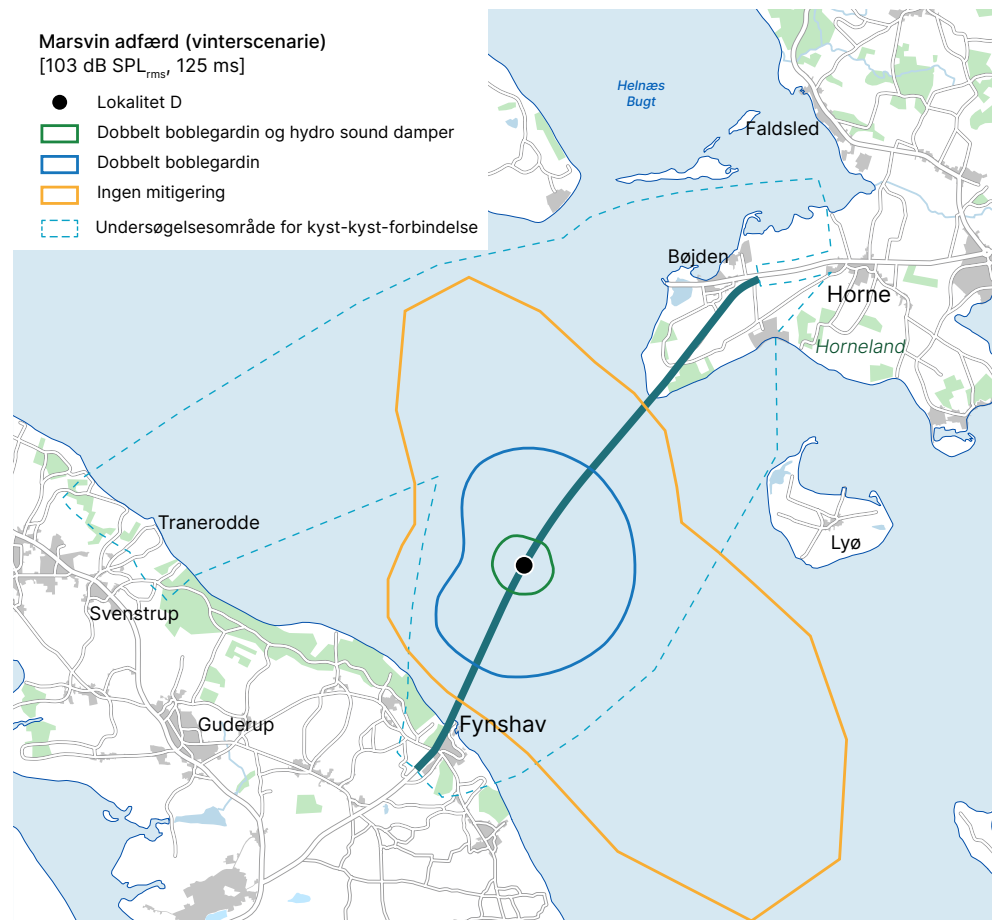 Marsvin adfærd (vinterscenarie)
[103 dB SPLrms, 125 ms]
Lokalitet D
Dobbelt boblegardin og hydro sound damper
Dobbelt boblegardin
Ingen mitigering
Undersøgelsesområde for kyst-kyst-forbindelse
Helnæs
Bugt
Faldsled
Bøjden
Horne
Horneland
Tranerodde
Lyø
Svenstrup
Guderup
Fynshav